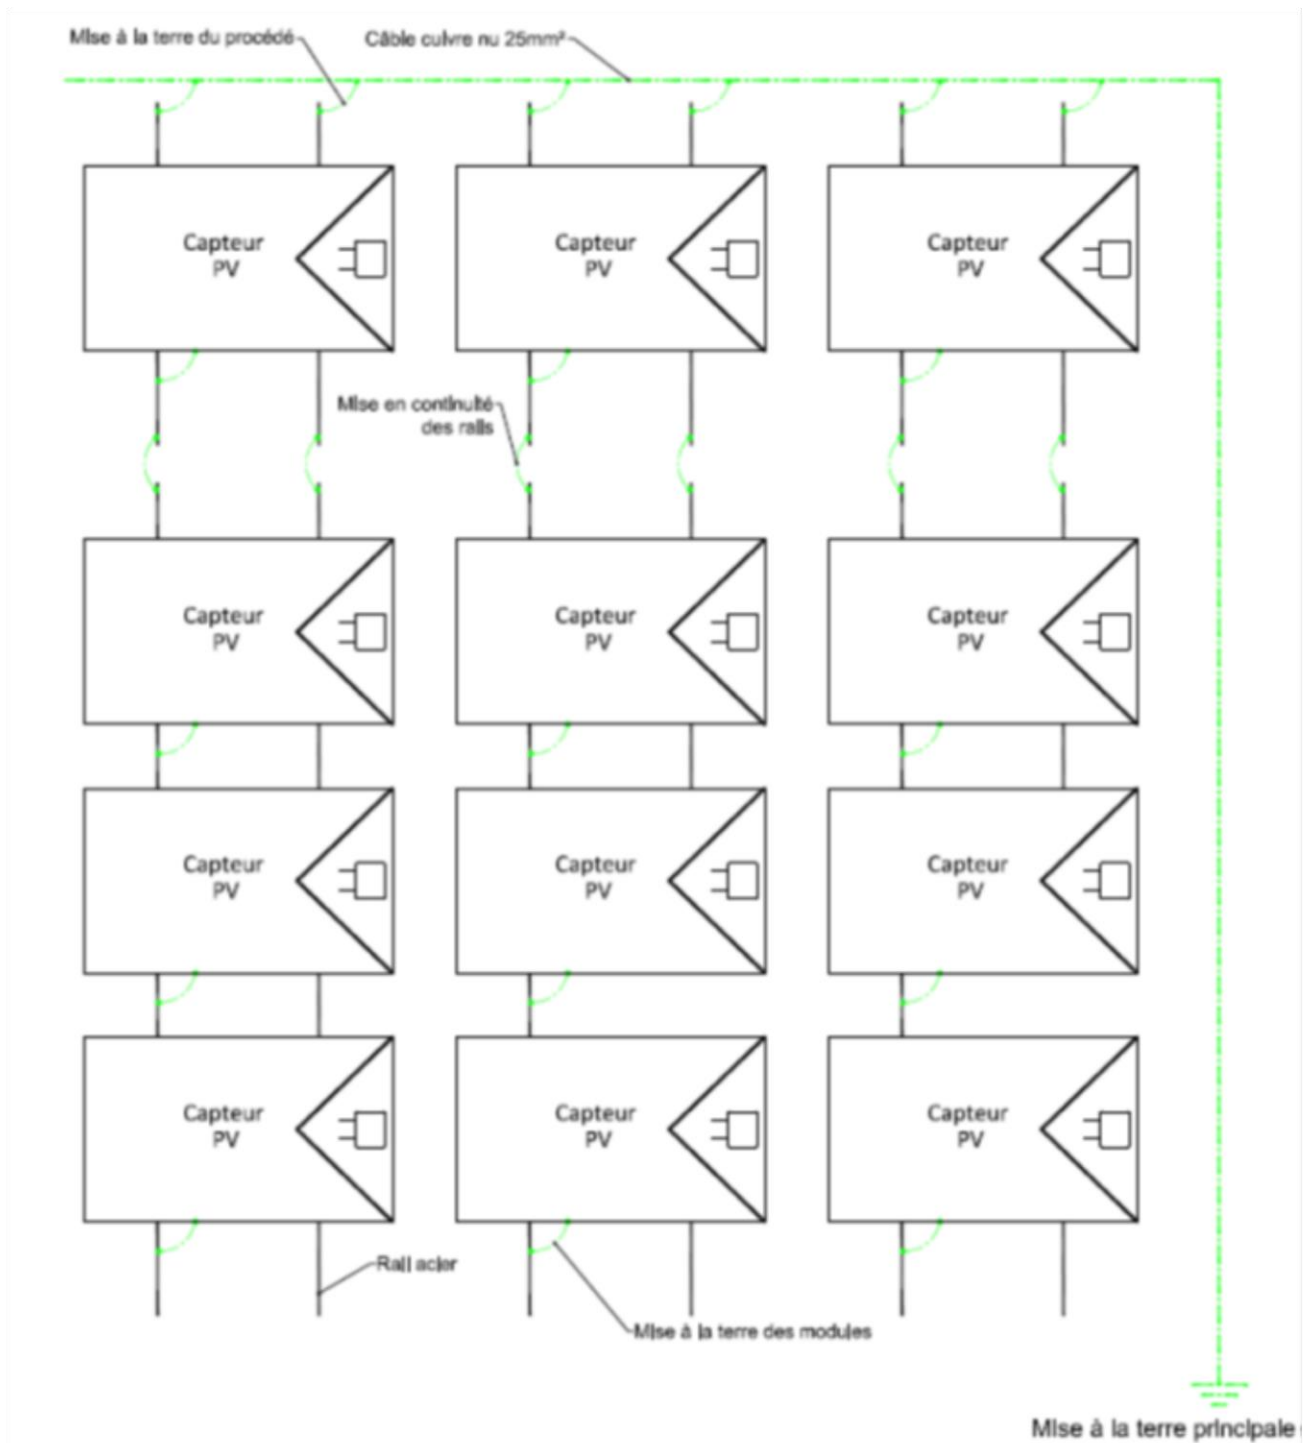 Mise à la terre du procédé
Câble cuivre nu 25mm²
Capteur
PV
Capteur
PV
Capteur
PV
Mise en continuité
des rails
Capteur
PV
Capteur
PV
Capteur
PV
Capteur
PV
Capteur
PV
Capteur
PV
Capteur
PV
Capteur
PV
Capteur
PV
Rail acier
Mise à la terre des modules
Mise à la terre principale